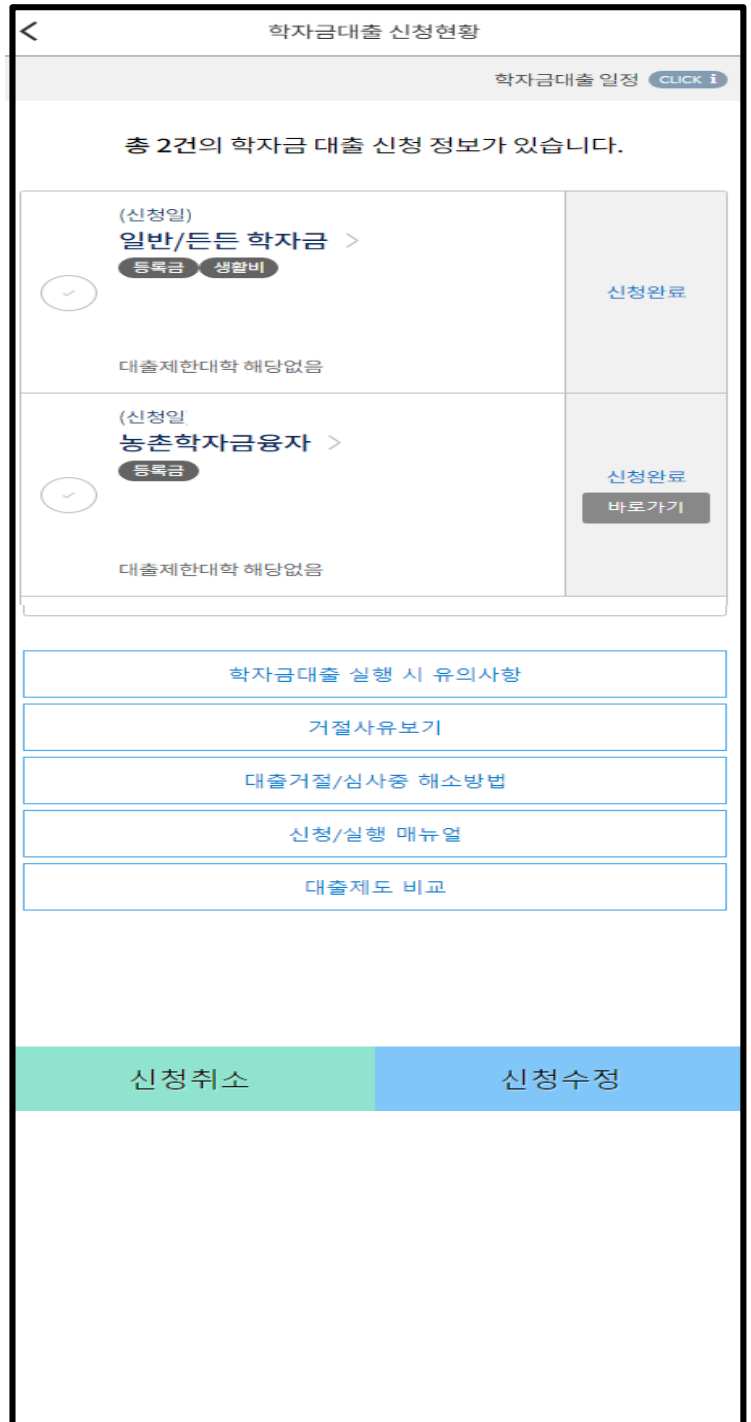 학자금대출 신청현황
학자금대출 일정 CLICK i
총 2건의 학자금 대출 신청 정보가 있습니다.
(신청일)
일반/든든 학자금 >
등록금 생활비
신청완료
대출제한대학 해당없음
(신청일
농촌학자금융자 >
등록금
신청완료
바로가기
대출제한대학 해당없음
학자금대출 실행 시 유의사항
거절사유보기
대출거절/심사중 해소방법
신청/실행 매뉴얼
대출제도 비교
신청취소 신청수정